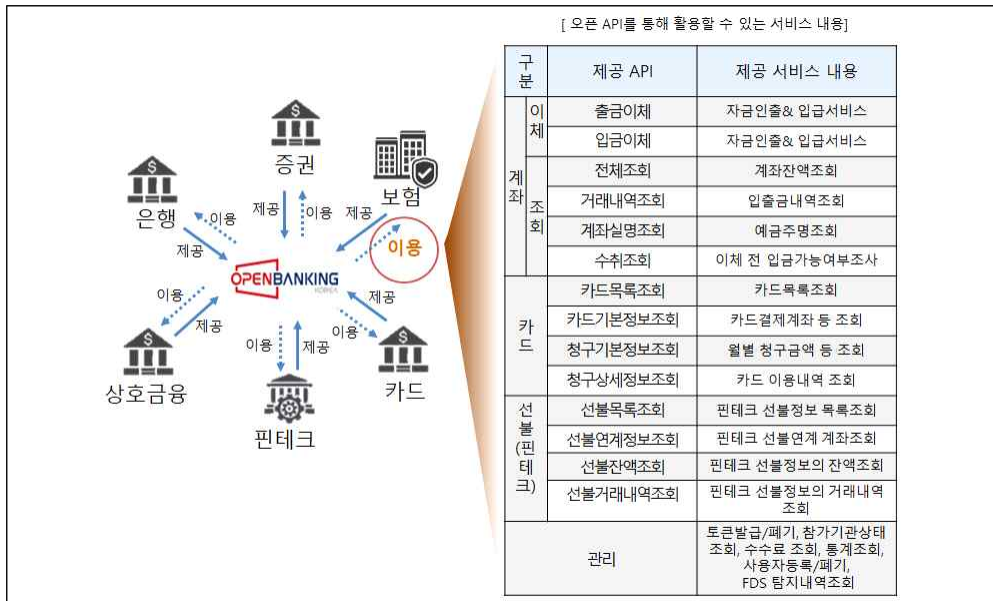 [ 오픈 API를 통해 활용할 수 있는 서비스 내용]
증권
보험
은행
이용
제공
제공
이용
제공
이용
OPENBANKING
KOREA
이용
제공
이용
제공
이용
제공
상호금융
핀테크
카드
구분
제공 API
제공 서비스 내용
계좌
이체
출금이체
자금인출& 입급서비스
입금이체
자금인출& 입급서비스
조회
전체조회
계좌잔액조회
거래내역조회
입출금내역조회
계좌실명조회
예금주명조회
수취조회
이체 전 입금가능여부조사
카드
카드목록조회
카드목록조회
카드기본정보조회
카드결제계좌 등 조회
청구기본정보조회
월별 청구금액 등 조회
청구상세정보조회
카드 이용내역 조회
선불(핀테크)
선불목록조회
핀테크 선불정보 목록조회
선불연계정보조회
핀테크 선불연계 계좌조회
선불잔액조회
핀테크 선불정보의 잔액조회
선불거래내역조회
핀테크 선불정보의 거래내역
조회
관리
토큰발급/폐기, 참가기관상태
조회, 수수료 조회, 통계조회,
사용자등록/폐기,
FDS 탐지내역조회